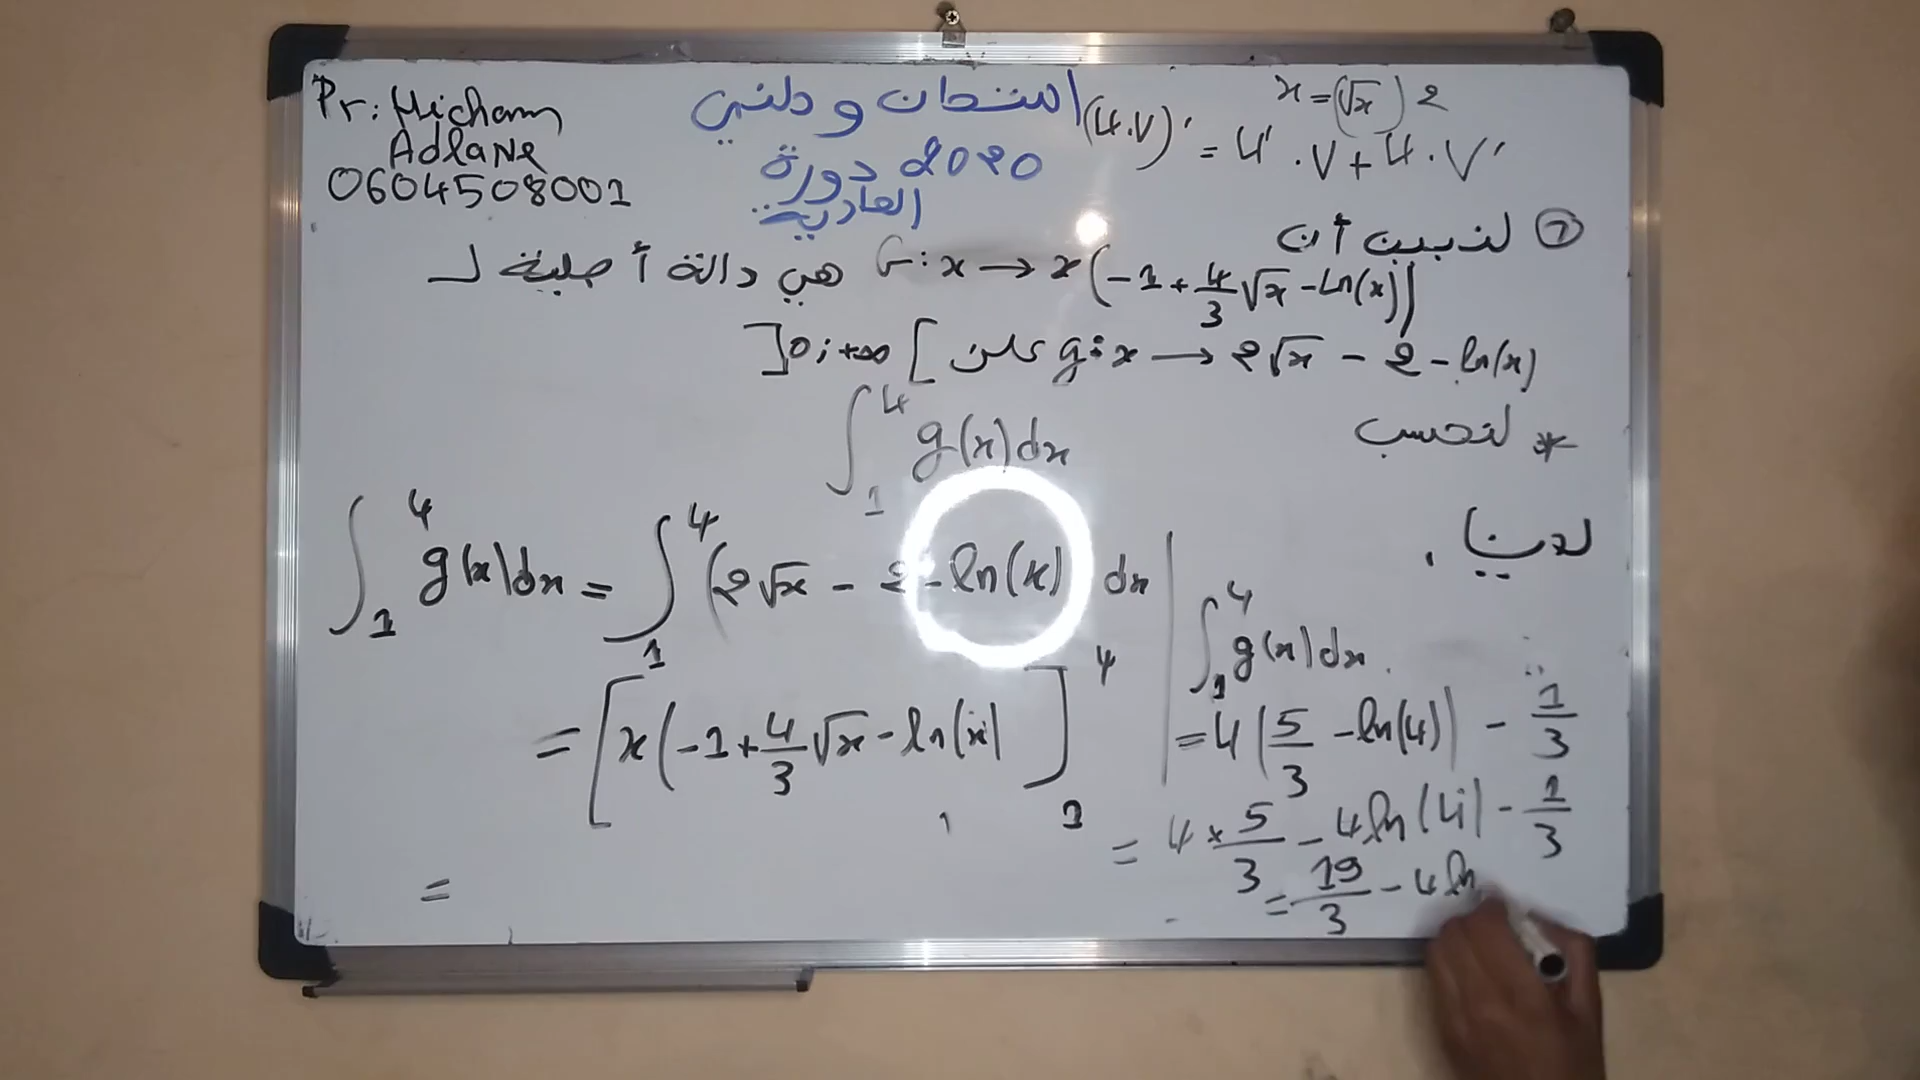 Pr: Hicham
Adlane
0604508001
امتحان وطني
2020 دورة
العادية
x = (√x)2
(U.V)' = U'.V + U.V'
⑦ لنبين أن
G: x → x(-1 + 4/3 √x - ln(x)) هي دالة أصلية لـ
g: x → 2√x - 2 - ln(x) على ]0; +∞[
* لنحسب
∫₁⁴ g(x)dx
لدينا.
∫₁⁴ g(x)dx = ∫₁⁴ (2√x - 2 - ln(x) dx
= [x(-1 + 4/3 √x - ln(x)]₁⁴
=
∫₁⁴ g(x)dx.
= 4(5/3 - ln(4)) - 1/3
= 4 × 5/3 - 4ln(4) - 1/3
= 19/3 - 4ln